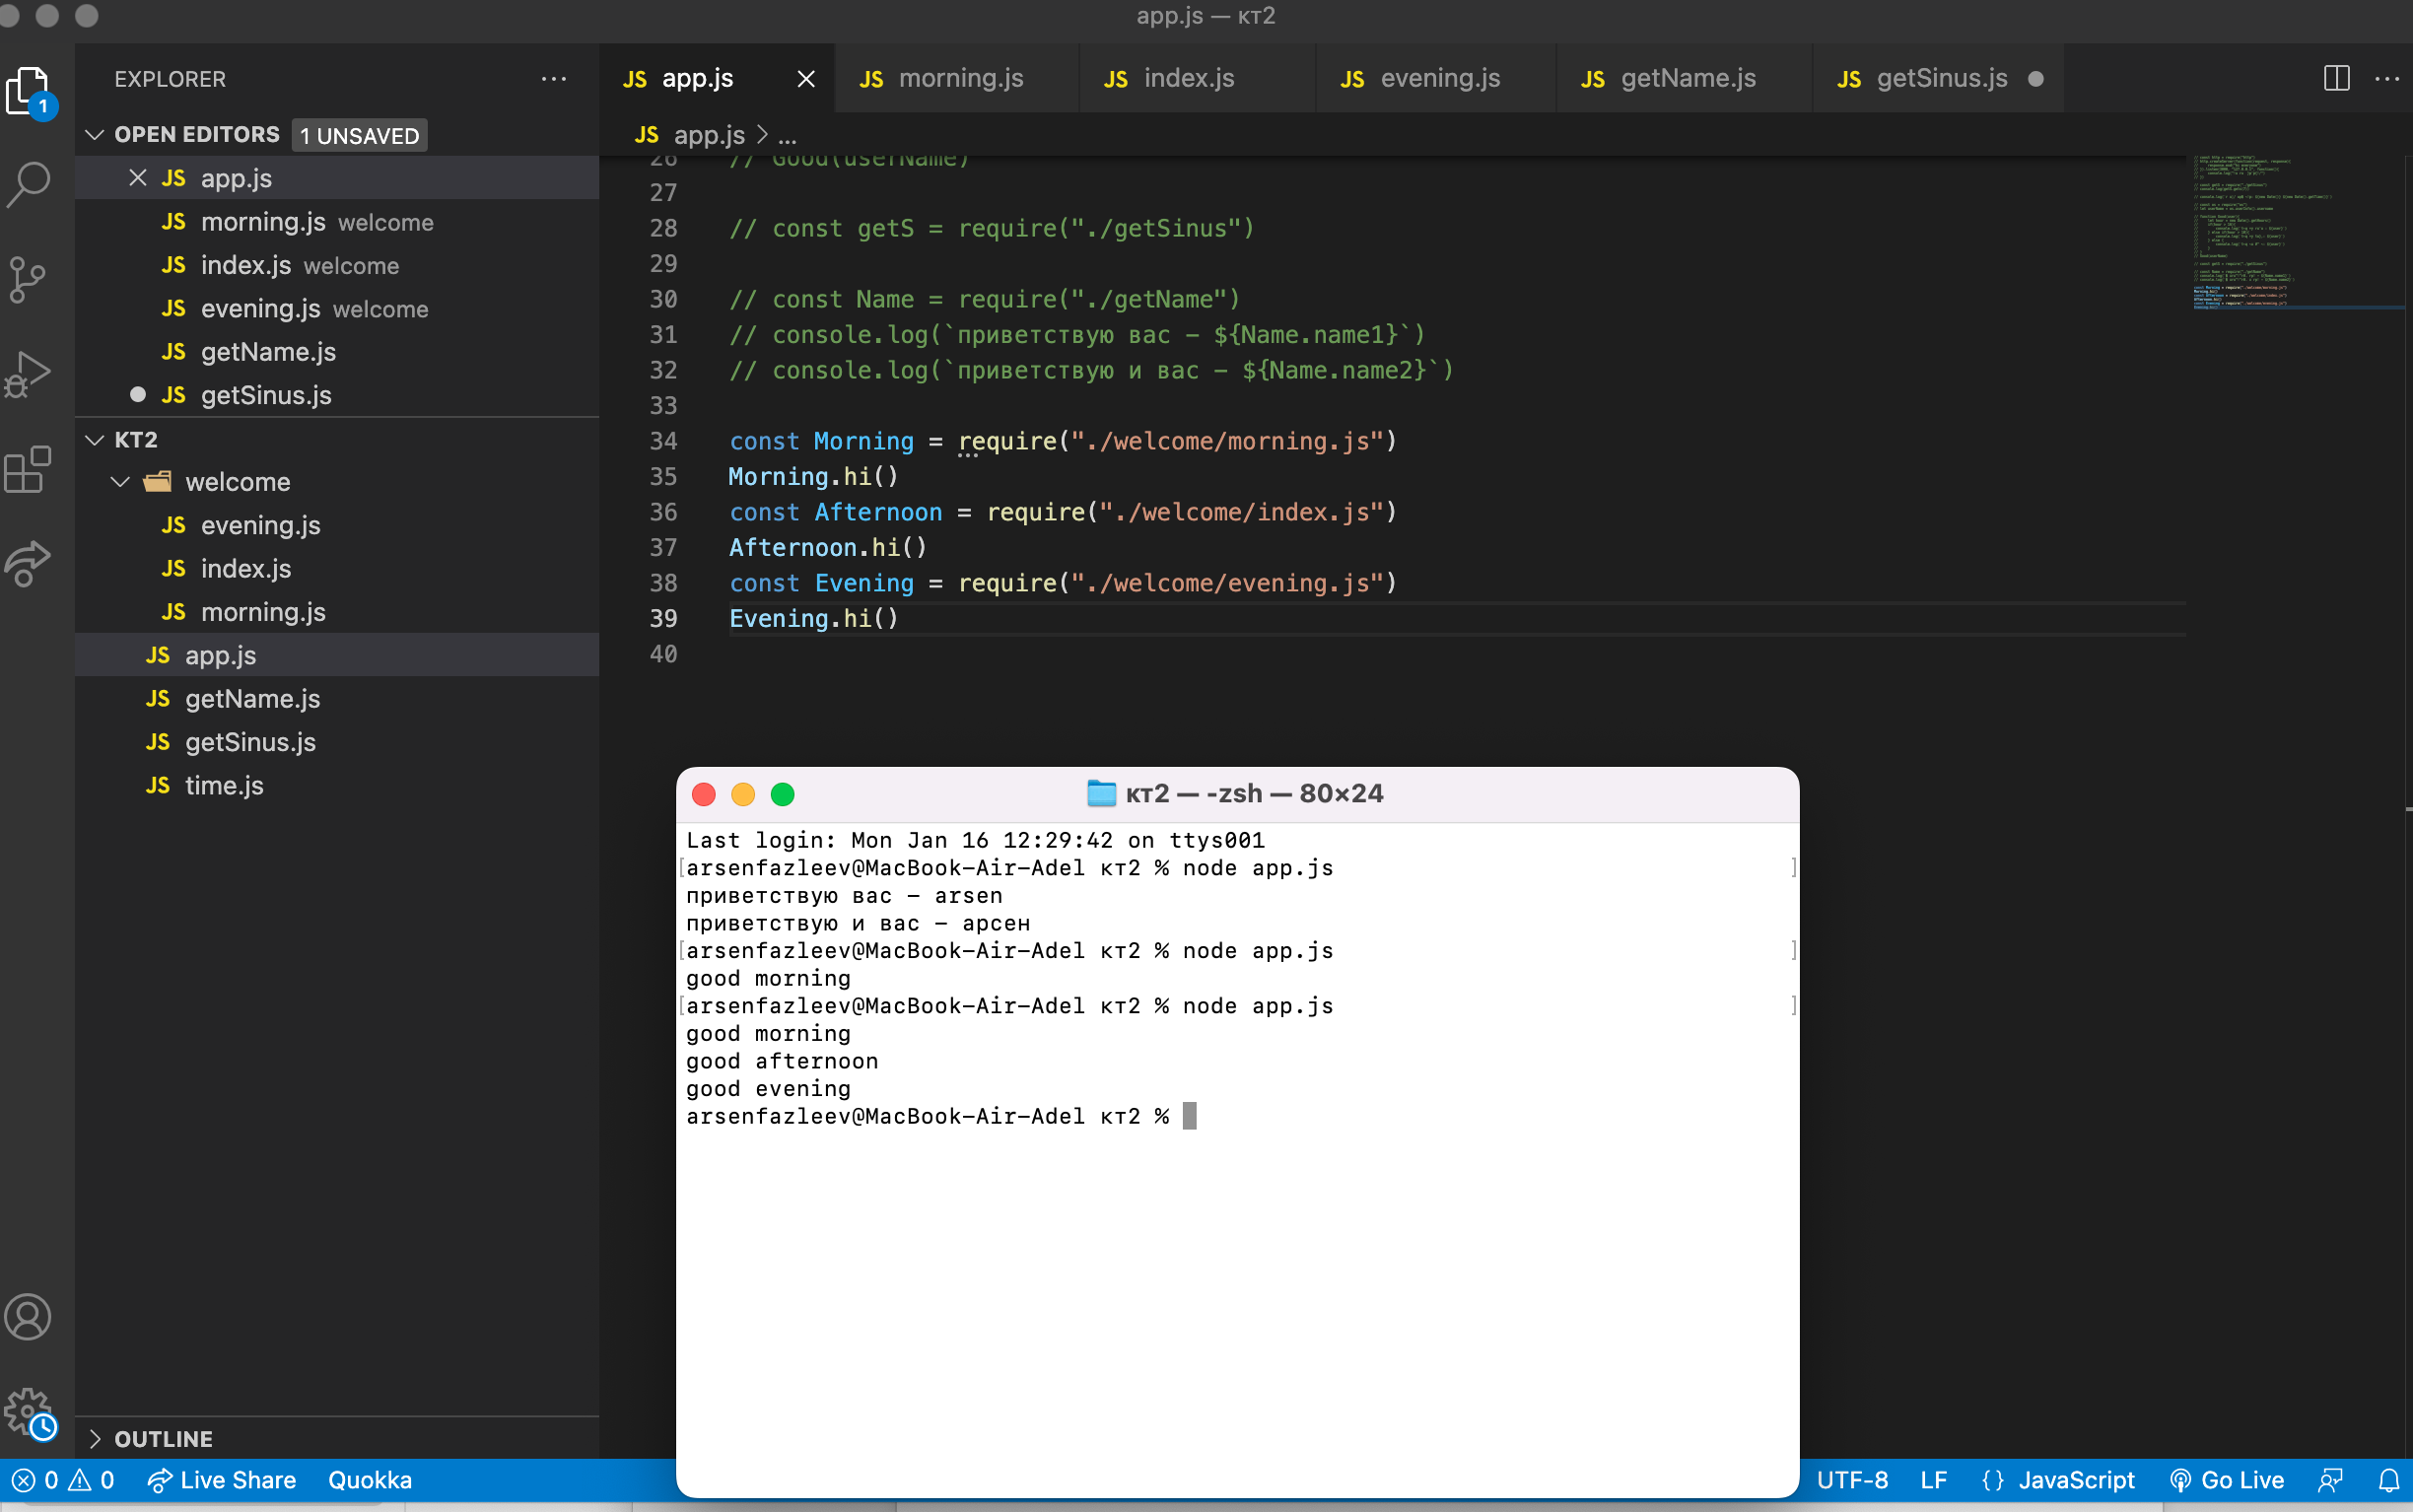 app.js — кт2
EXPLORER
1
OPEN EDITORS 1 UNSAVED
JS app.js
JS morning.js welcome
JS index.js welcome
JS evening.js welcome
JS getName.js
JS getSinus.js
КТ2
welcome
JS evening.js
JS index.js
JS morning.js
JS app.js
JS getName.js
JS getSinus.js
JS time.js
OUTLINE
JS app.js JS morning.js JS index.js JS evening.js JS getName.js JS getSinus.js
JS app.js > ...
26 // Good(userName)
27
28 // const getS = require("./getSinus")
29
30 // const Name = require("./getName")
31 // console.log(`приветствую вас - ${Name.name1}`)
32 // console.log(`приветствую и вас - ${Name.name2}`)
33
34 const Morning = require("./welcome/morning.js")
35 Morning.hi()
36 const Afternoon = require("./welcome/index.js")
37 Afternoon.hi()
38 const Evening = require("./welcome/evening.js")
39 Evening.hi()
40
кт2 — -zsh — 80×24
Last login: Mon Jan 16 12:29:42 on ttys001
[arsenfazleev@MacBook-Air-Adel кт2 % node app.js ]
приветствую вас - arsen
приветствую и вас - арсен
[arsenfazleev@MacBook-Air-Adel кт2 % node app.js ]
good morning
[arsenfazleev@MacBook-Air-Adel кт2 % node app.js ]
good morning
good afternoon
good evening
arsenfazleev@MacBook-Air-Adel кт2 %
0 0 Live Share Quokka UTF-8 LF {} JavaScript Go Live